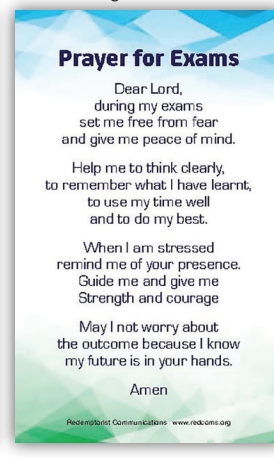 Prayer for Exams
Dear Lord,
during my exams
set me free from fear
and give me peace of mind.
Help me to think clearly,
to remember what I have learnt,
to use my time well
and to do my best.
When I am stressed
remind me of your presence.
Guide me and give me
Strength and courage
May I not worry about
the outcome because I know
my future is in your hands.
Amen
Redemptorist Communications www.redcoms.org